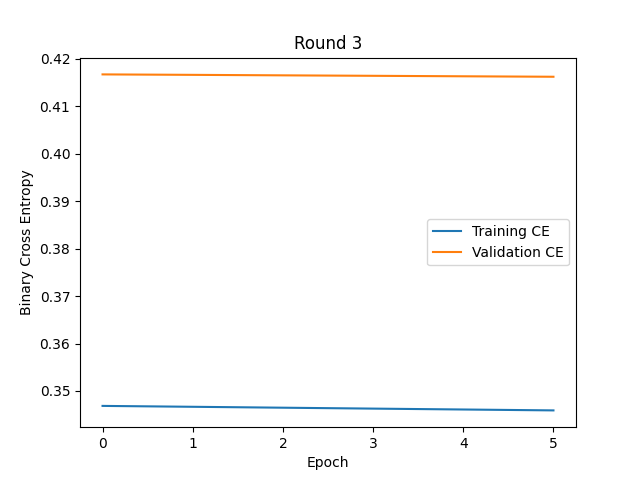 Round 3
Binary Cross Entropy
0.42
0.41
0.40
0.39
0.38
0.37
0.36
0.35
Training CE
Validation CE
0 1 2 3 4 5
Epoch